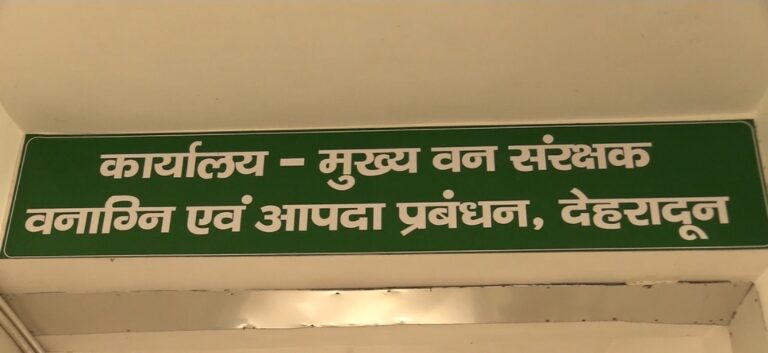 कार्यालय – मुख्य वन संरक्षक
वनाग्नि एवं आपदा प्रबंधन, देहरादून